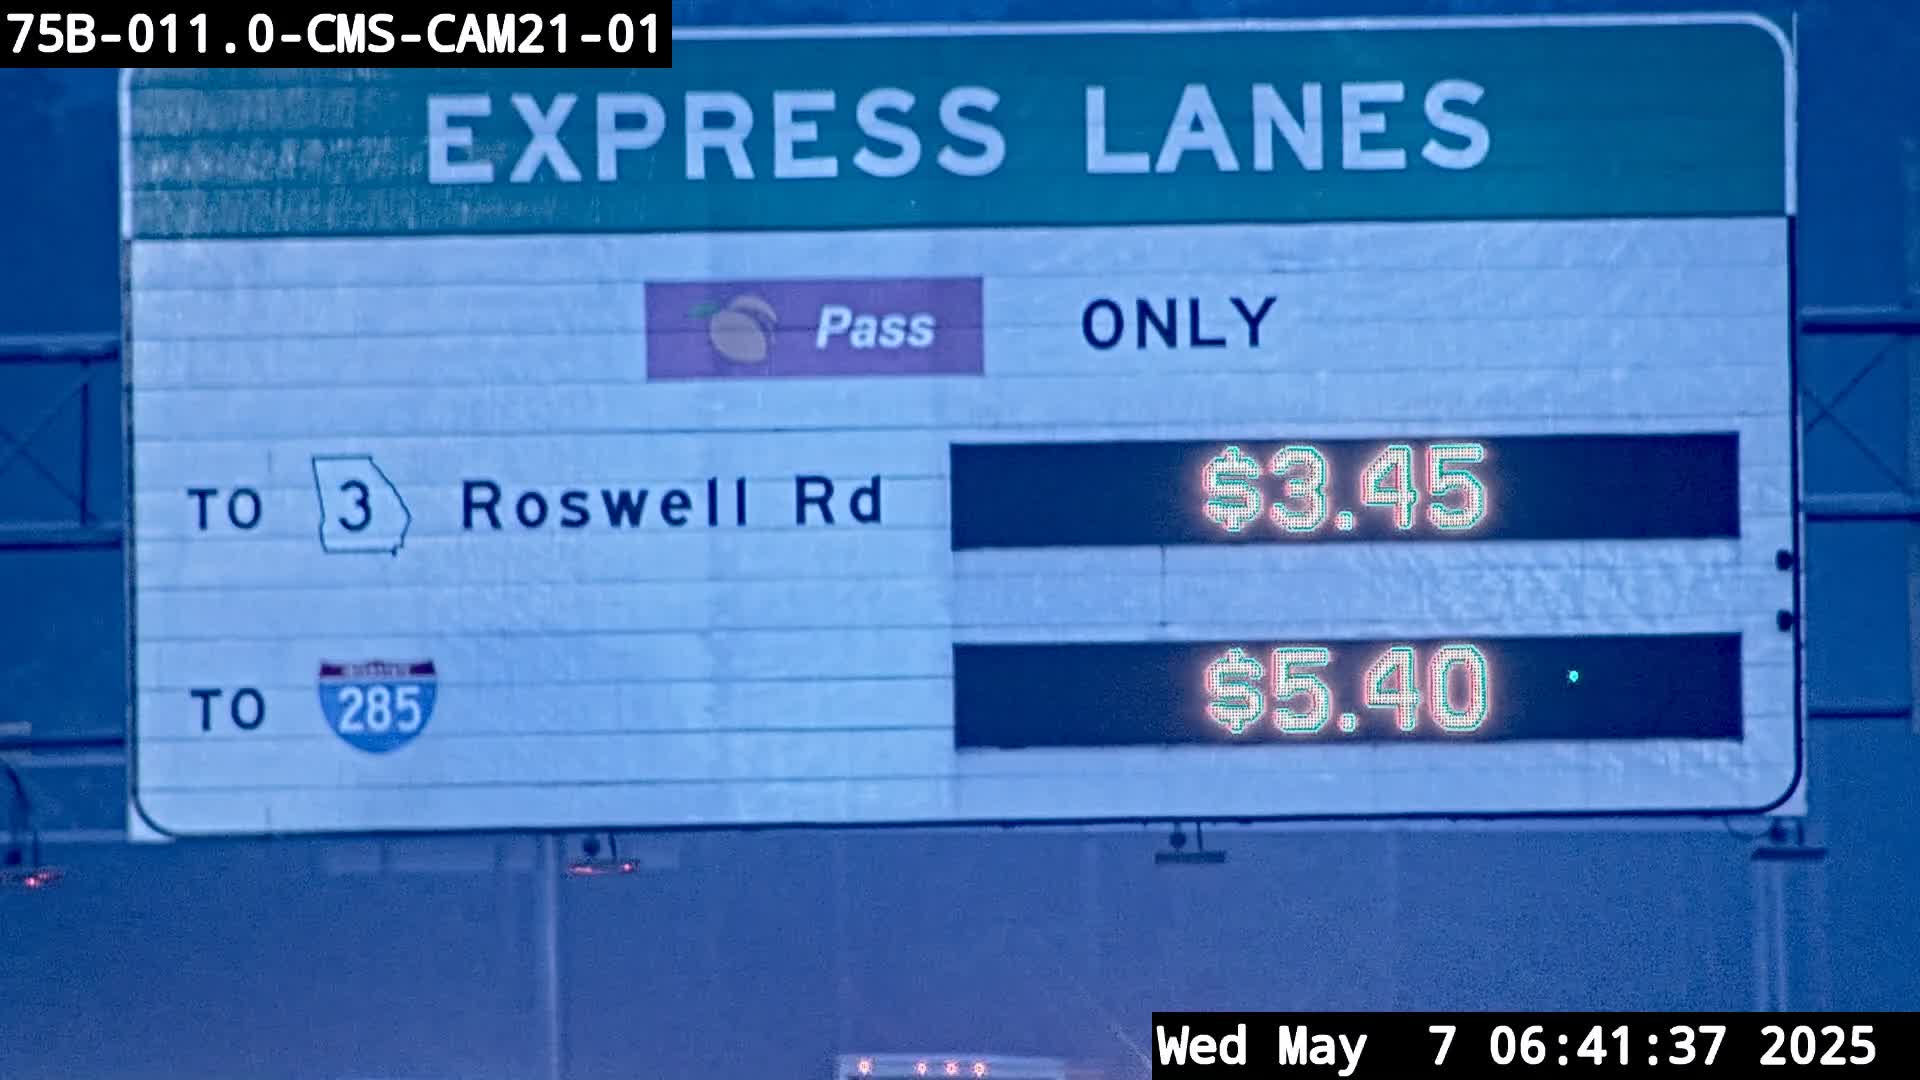 75B-011.0-CMS-CAM21-01
EXPRESS LANES
Pass ONLY
TO 3 Roswell Rd $3.45
TO 285 $5.40
Wed May 7 06:41:37 2025